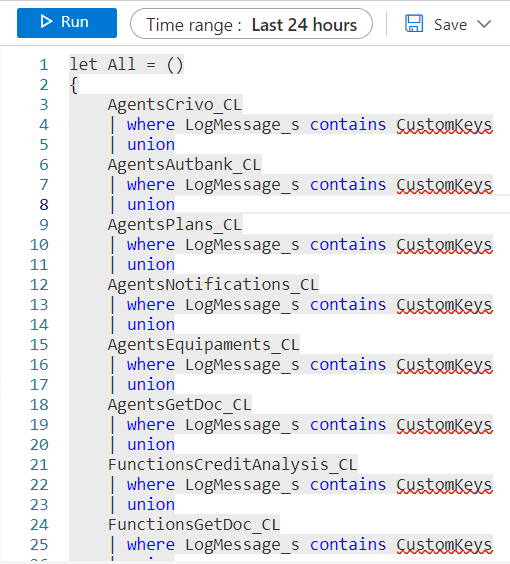 Run
Time range : Last 24 hours
Save
1 let All = ()
2 {
3 AgentsCrivo_CL
4 | where LogMessage_s contains CustomKeys
5 | union
6 AgentsAutbank_CL
7 | where LogMessage_s contains CustomKeys
8 | union
9 AgentsPlans_CL
10 | where LogMessage_s contains CustomKeys
11 | union
12 AgentsNotifications_CL
13 | where LogMessage_s contains CustomKeys
14 | union
15 AgentsEquipaments_CL
16 | where LogMessage_s contains CustomKeys
17 | union
18 AgentsGetDoc_CL
19 | where LogMessage_s contains CustomKeys
20 | union
21 FunctionsCreditAnalysis_CL
22 | where LogMessage_s contains CustomKeys
23 | union
24 FunctionsGetDoc_CL
25 | where LogMessage_s contains CustomKeys